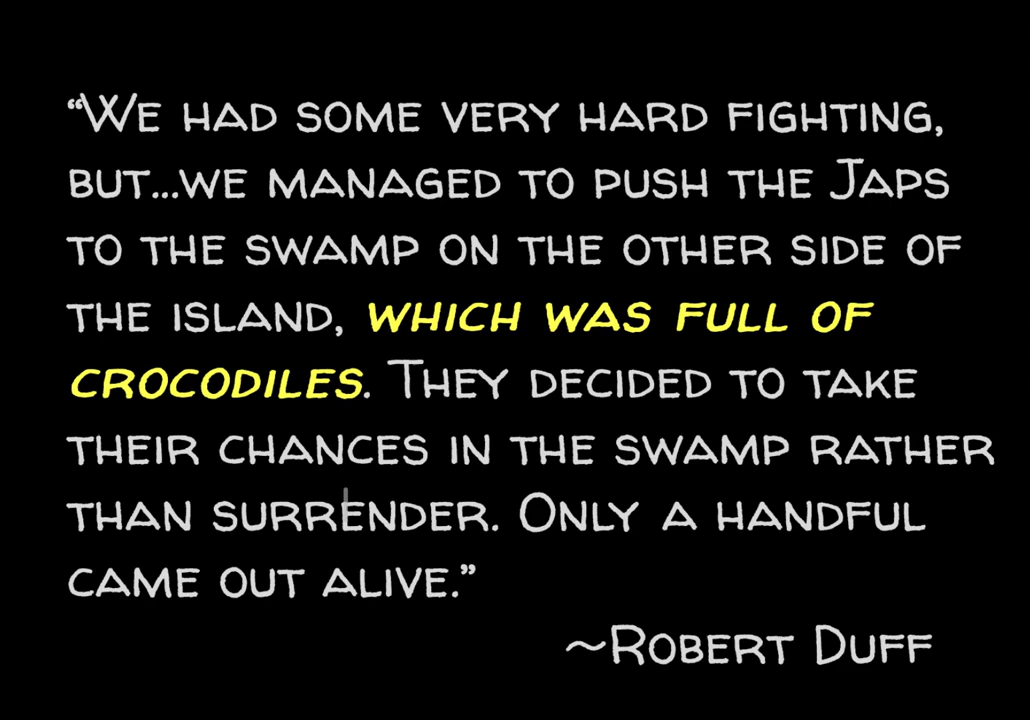 “We had some very hard fighting,
but...we managed to push the Japs
to the swamp on the other side of
the island, which was full of
crocodiles. They decided to take
their chances in the swamp rather
than surrender. Only a handful
came out alive.”
~Robert Duff